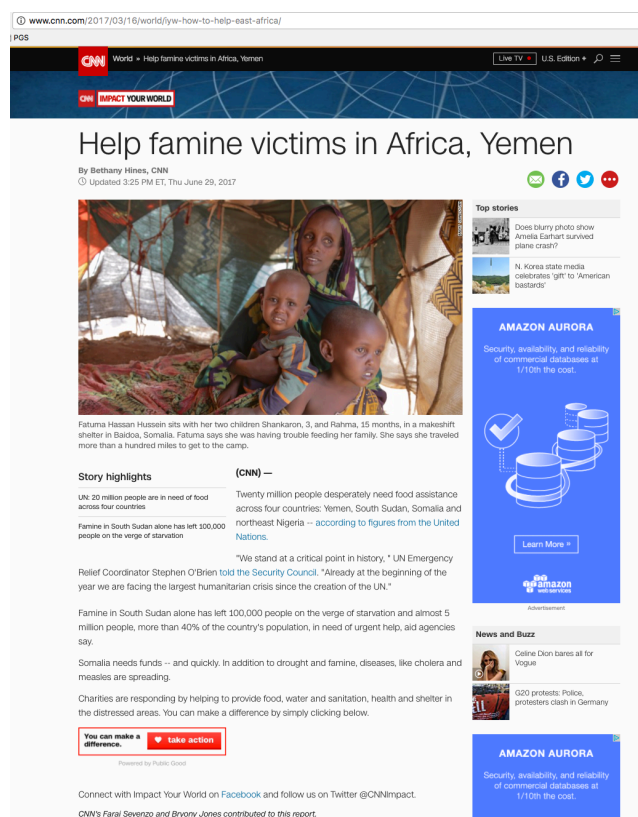 www.cnn.com/2017/03/16/world/iyw-how-to-help-east-africa/
PGS
CNN World » Help famine victims in Africa, Yemen
Live TV • U.S. Edition +
CNN IMPACT YOUR WORLD
Help famine victims in Africa, Yemen
By Bethany Hines, CNN
Updated 3:25 PM ET, Thu June 29, 2017
Fatuma Hassan Hussein sits with her two children Shankaron, 3, and Rahma, 15 months, in a makeshift
shelter in Baidoa, Somalia. Fatuma says she was having trouble feeding her family. She says she traveled
more than a hundred miles to get to the camp.
Story highlights
UN: 20 million people are in need of food
across four countries
Famine in South Sudan alone has left 100,000
people on the verge of starvation
(CNN) —
Twenty million people desperately need food assistance
across four countries: Yemen, South Sudan, Somalia and
northeast Nigeria -- according to figures from the United
Nations.
"We stand at a critical point in history, " UN Emergency
Relief Coordinator Stephen O'Brien told the Security Council. "Already at the beginning of the
year we are facing the largest humanitarian crisis since the creation of the UN."
Famine in South Sudan alone has left 100,000 people on the verge of starvation and almost 5
million people, more than 40% of the country's population, in need of urgent help, aid agencies
say.
Somalia needs funds -- and quickly. In addition to drought and famine, diseases, like cholera and
measles are spreading.
Charities are responding by helping to provide food, water and sanitation, health and shelter in
the distressed areas. You can make a difference by simply clicking below.
You can make a
difference.
take action
Powered by Public Good
Connect with Impact Your World on Facebook and follow us on Twitter @CNNImpact.
CNN's Farai Sevenzo and Bryony Jones contributed to this report.
Top stories
Does blurry photo show
Amelia Earhart survived
plane crash?
N. Korea state media
celebrates 'gift' to 'American
bastards'
AMAZON AURORA
Security, availability, and reliability
of commercial databases at
1/10th the cost.
Learn More »
amazon
web services
Advertisement
News and Buzz
Celine Dion bares all for
Vogue
G20 protests: Police,
protesters clash in Germany
AMAZON AURORA
Security, availability, and reliability
of commercial databases at
1/10th the cost.